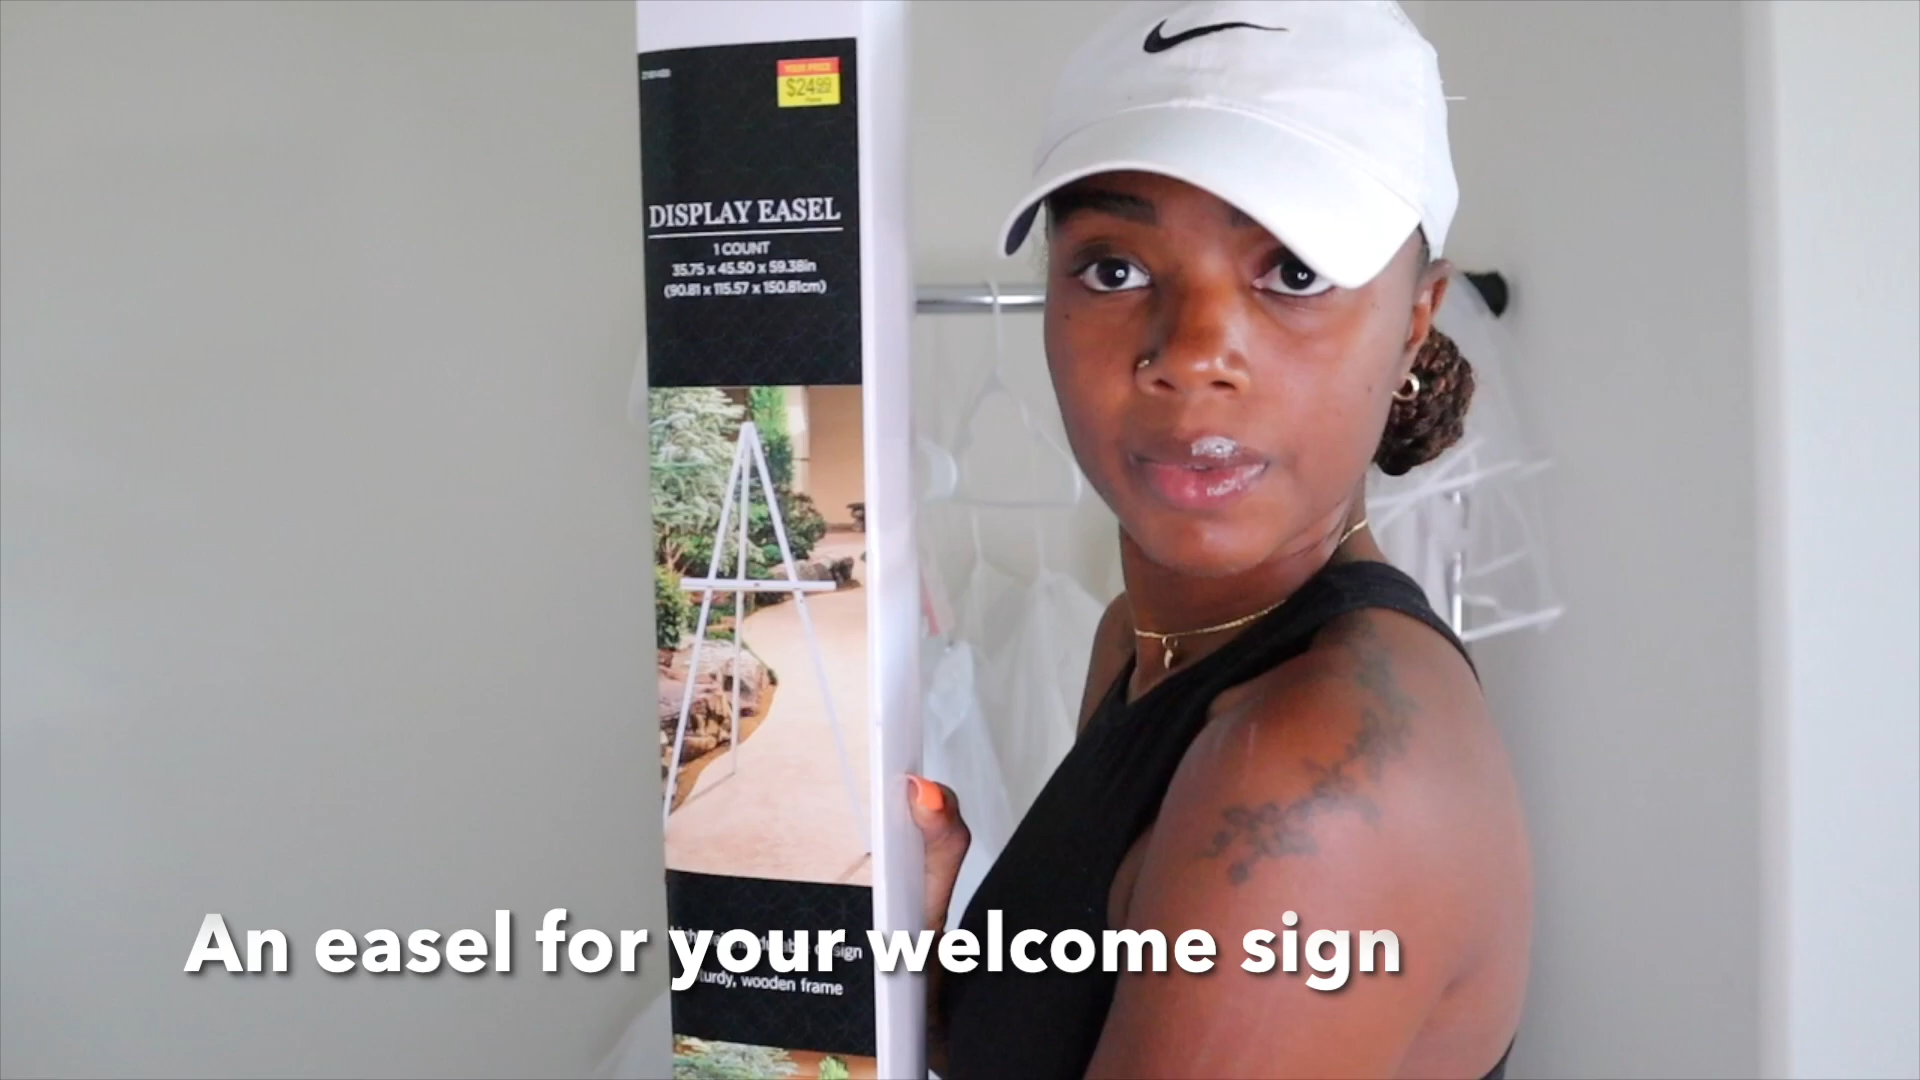 YOUR PRICE
$24.99
DISPLAY EASEL
1 COUNT
35.75 x 45.50 x 59.38in
(90.81 x 115.57 x 150.81cm)
An easel for your welcome sign
sturdy, wooden frame